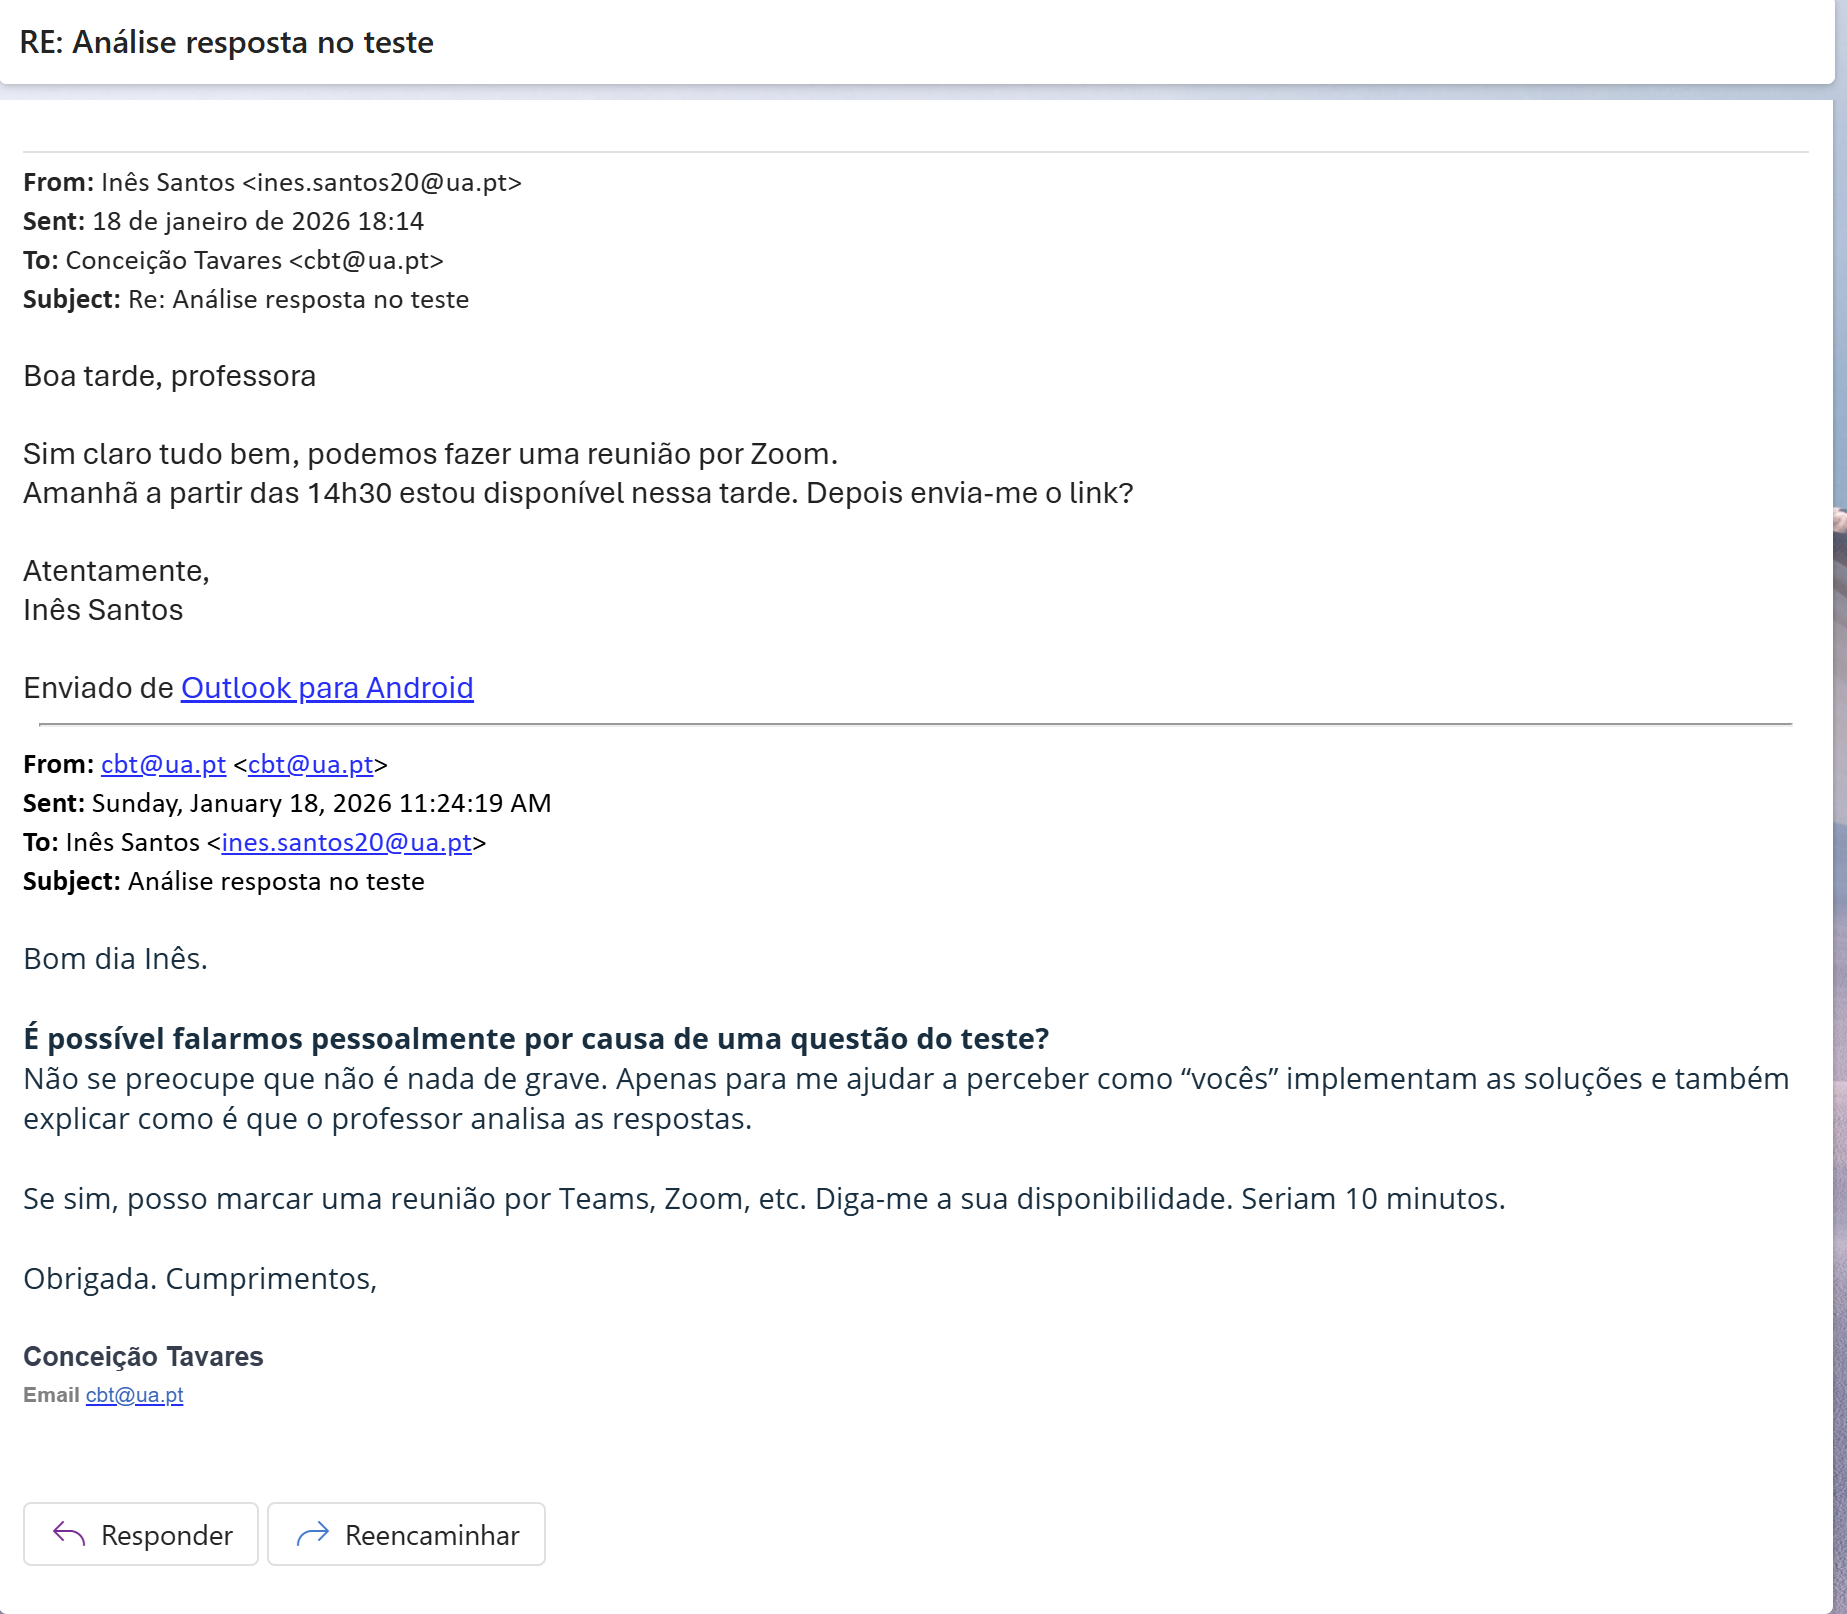 RE: Análise resposta no teste
From: Inês Santos <ines.santos20@ua.pt>
Sent: 18 de janeiro de 2026 18:14
To: Conceição Tavares <cbt@ua.pt>
Subject: Re: Análise resposta no teste
Boa tarde, professora
Sim claro tudo bem, podemos fazer uma reunião por Zoom.
Amanhã a partir das 14h30 estou disponível nessa tarde. Depois envia-me o link?
Atentamente,
Inês Santos
Enviado de Outlook para Android
From: cbt@ua.pt <cbt@ua.pt>
Sent: Sunday, January 18, 2026 11:24:19 AM
To: Inês Santos <ines.santos20@ua.pt>
Subject: Análise resposta no teste
Bom dia Inês.
É possível falarmos pessoalmente por causa de uma questão do teste?
Não se preocupe que não é nada de grave. Apenas para me ajudar a perceber como “vocês” implementam as soluções e também
explicar como é que o professor analisa as respostas.
Se sim, posso marcar uma reunião por Teams, Zoom, etc. Diga-me a sua disponibilidade. Seriam 10 minutos.
Obrigada. Cumprimentos,
Conceição Tavares
Email cbt@ua.pt
Responder Reencaminhar